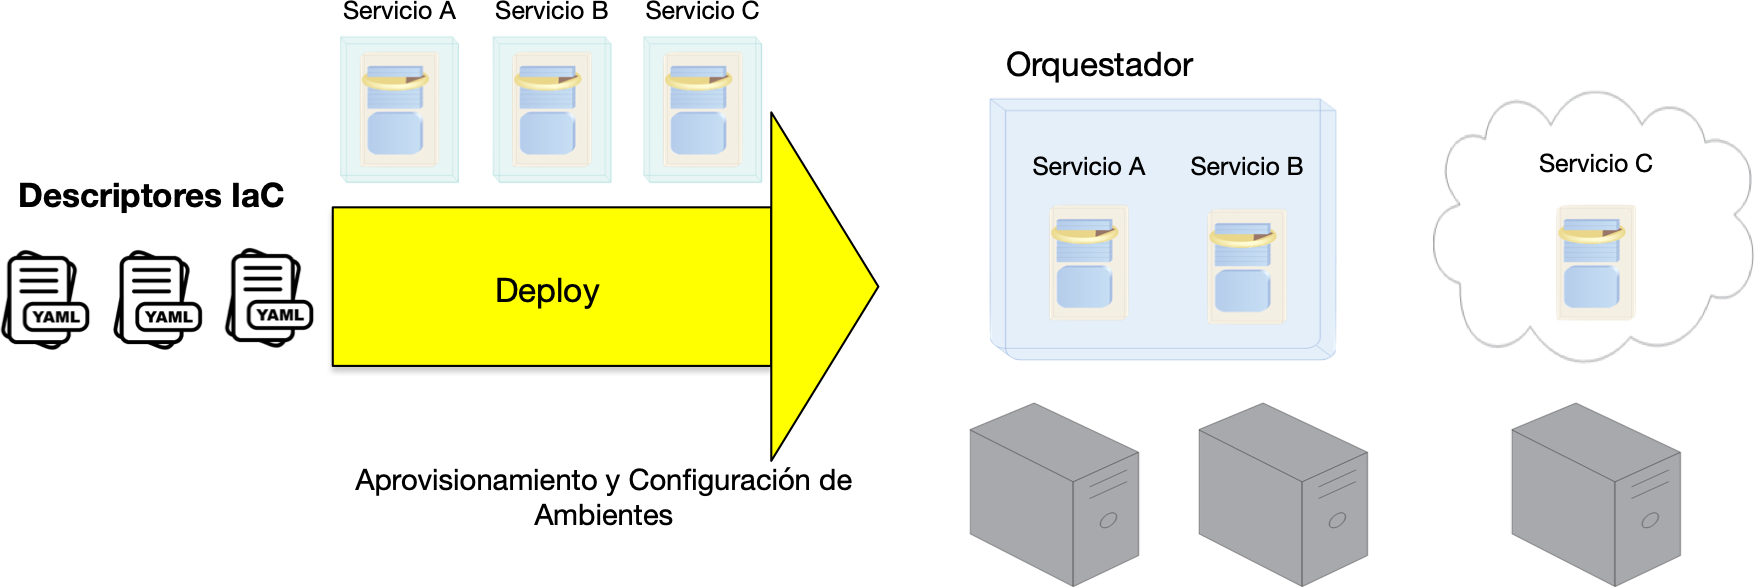 Servicio A
Servicio B
Servicio C
Descriptores IaC
YAML
YAML
YAML
Deploy
Aprovisionamiento y Configuración de
Ambientes
Orquestador
Servicio A
Servicio B
Servicio C